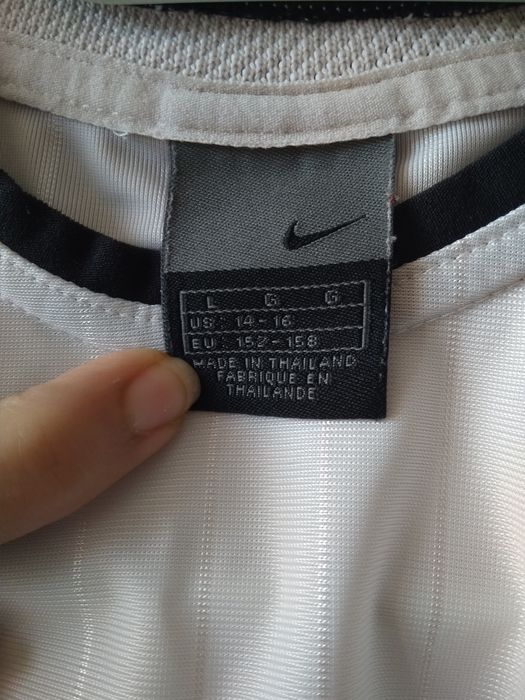 L G G
US: 14-16
EU: 152-158
MADE IN THAILAND
FABRIQUE EN
THAILANDE